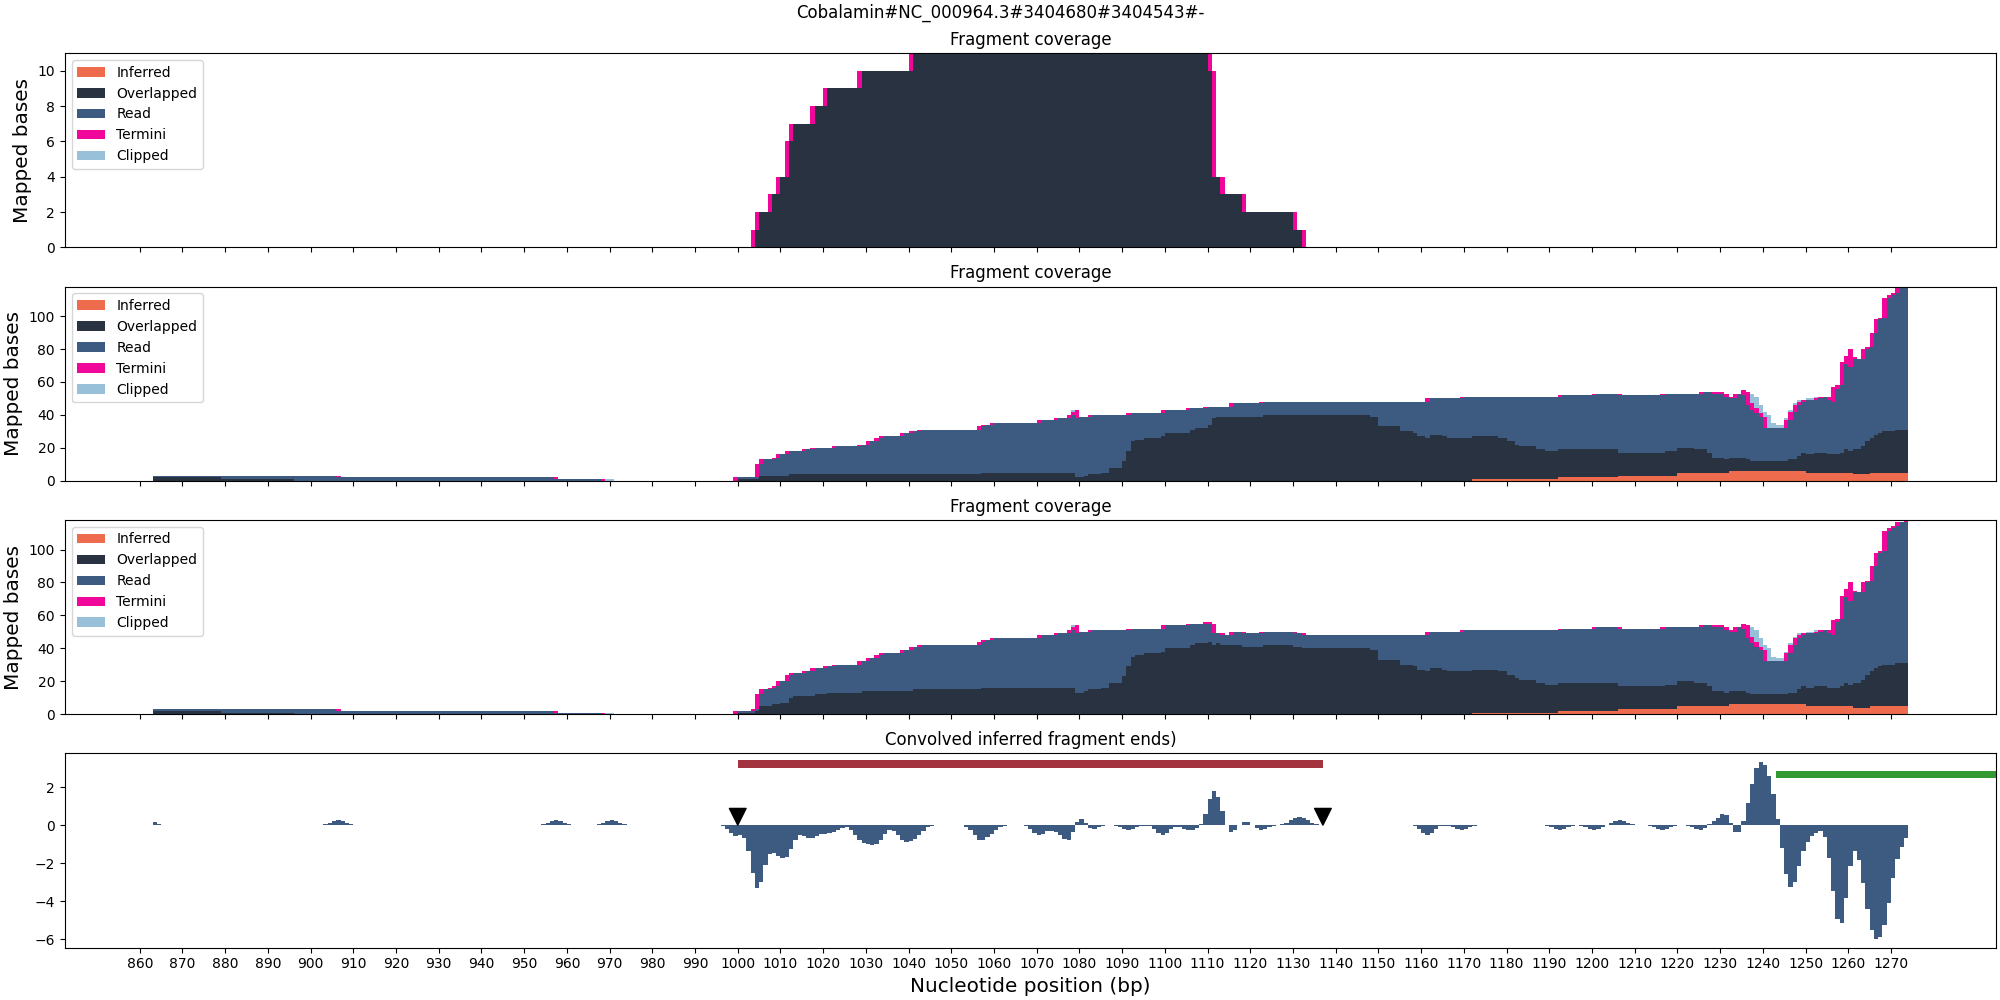 Cobalamin#NC_000964.3#3404680#3404543#-
Fragment coverage
Mapped bases
10
8
6
4
2
0
Inferred
Overlapped
Read
Termini
Clipped
Fragment coverage
Mapped bases
100
80
60
40
20
0
Inferred
Overlapped
Read
Termini
Clipped
Fragment coverage
Mapped bases
100
80
60
40
20
0
Inferred
Overlapped
Read
Termini
Clipped
Convolved inferred fragment ends)
2
0
−2
−4
−6
860 870 880 890 900 910 920 930 940 950 960 970 980 990 1000 1010 1020 1030 1040 1050 1060 1070 1080 1090 1100 1110 1120 1130 1140 1150 1160 1170 1180 1190 1200 1210 1220 1230 1240 1250 1260 1270
Nucleotide position (bp)